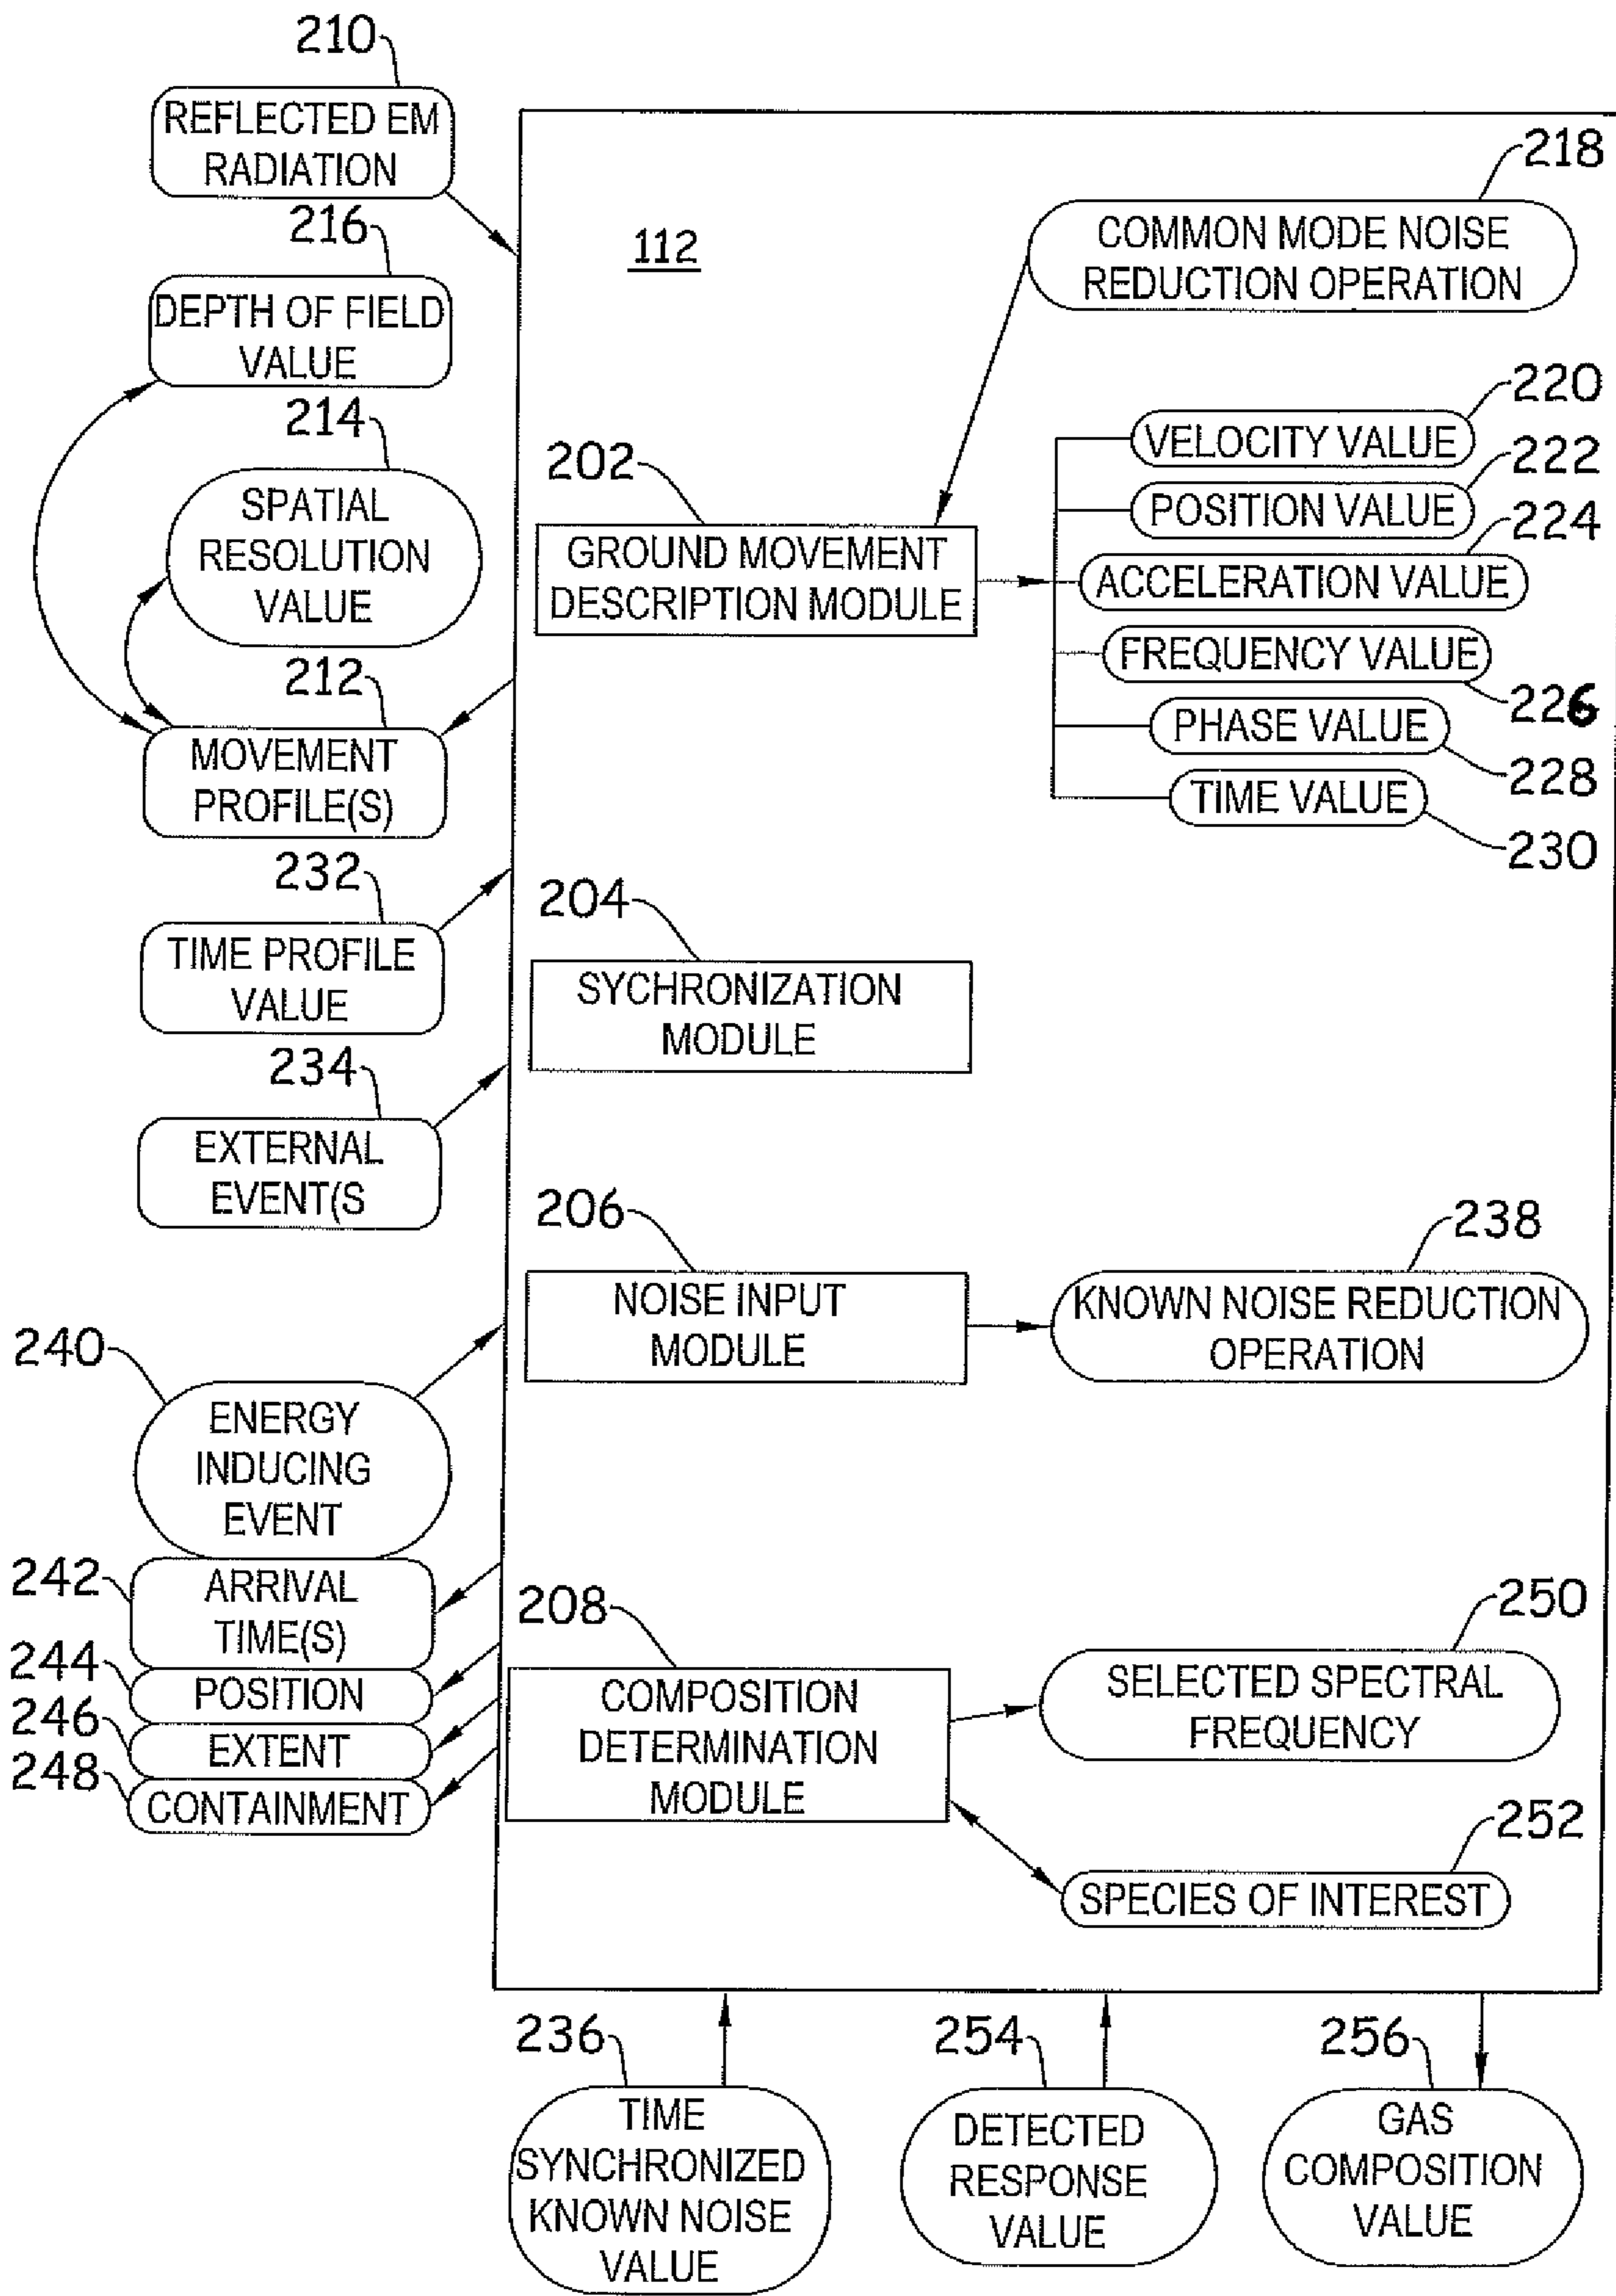 210
REFLECTED EM
RADIATION
216
DEPTH OF FIELD
VALUE
214
SPATIAL
RESOLUTION
VALUE
212
MOVEMENT
PROFILE(S)
232
TIME PROFILE
VALUE
234
EXTERNAL
EVENT(S
240
ENERGY
INDUCING
EVENT
242
ARRIVAL
TIME(S)
244
POSITION
246
EXTENT
248
CONTAINMENT
112
218
COMMON MODE NOISE
REDUCTION OPERATION
202
GROUND MOVEMENT
DESCRIPTION MODULE
220
VELOCITY VALUE
222
POSITION VALUE
224
ACCELERATION VALUE
FREQUENCY VALUE
226
PHASE VALUE
228
TIME VALUE
230
204
SYCHRONIZATION
MODULE
206
NOISE INPUT
MODULE
238
KNOWN NOISE REDUCTION
OPERATION
208
COMPOSITION
DETERMINATION
MODULE
250
SELECTED SPECTRAL
FREQUENCY
252
SPECIES OF INTEREST
236
TIME
SYNCHRONIZED
KNOWN NOISE
VALUE
254
DETECTED
RESPONSE
VALUE
256
GAS
COMPOSITION
VALUE